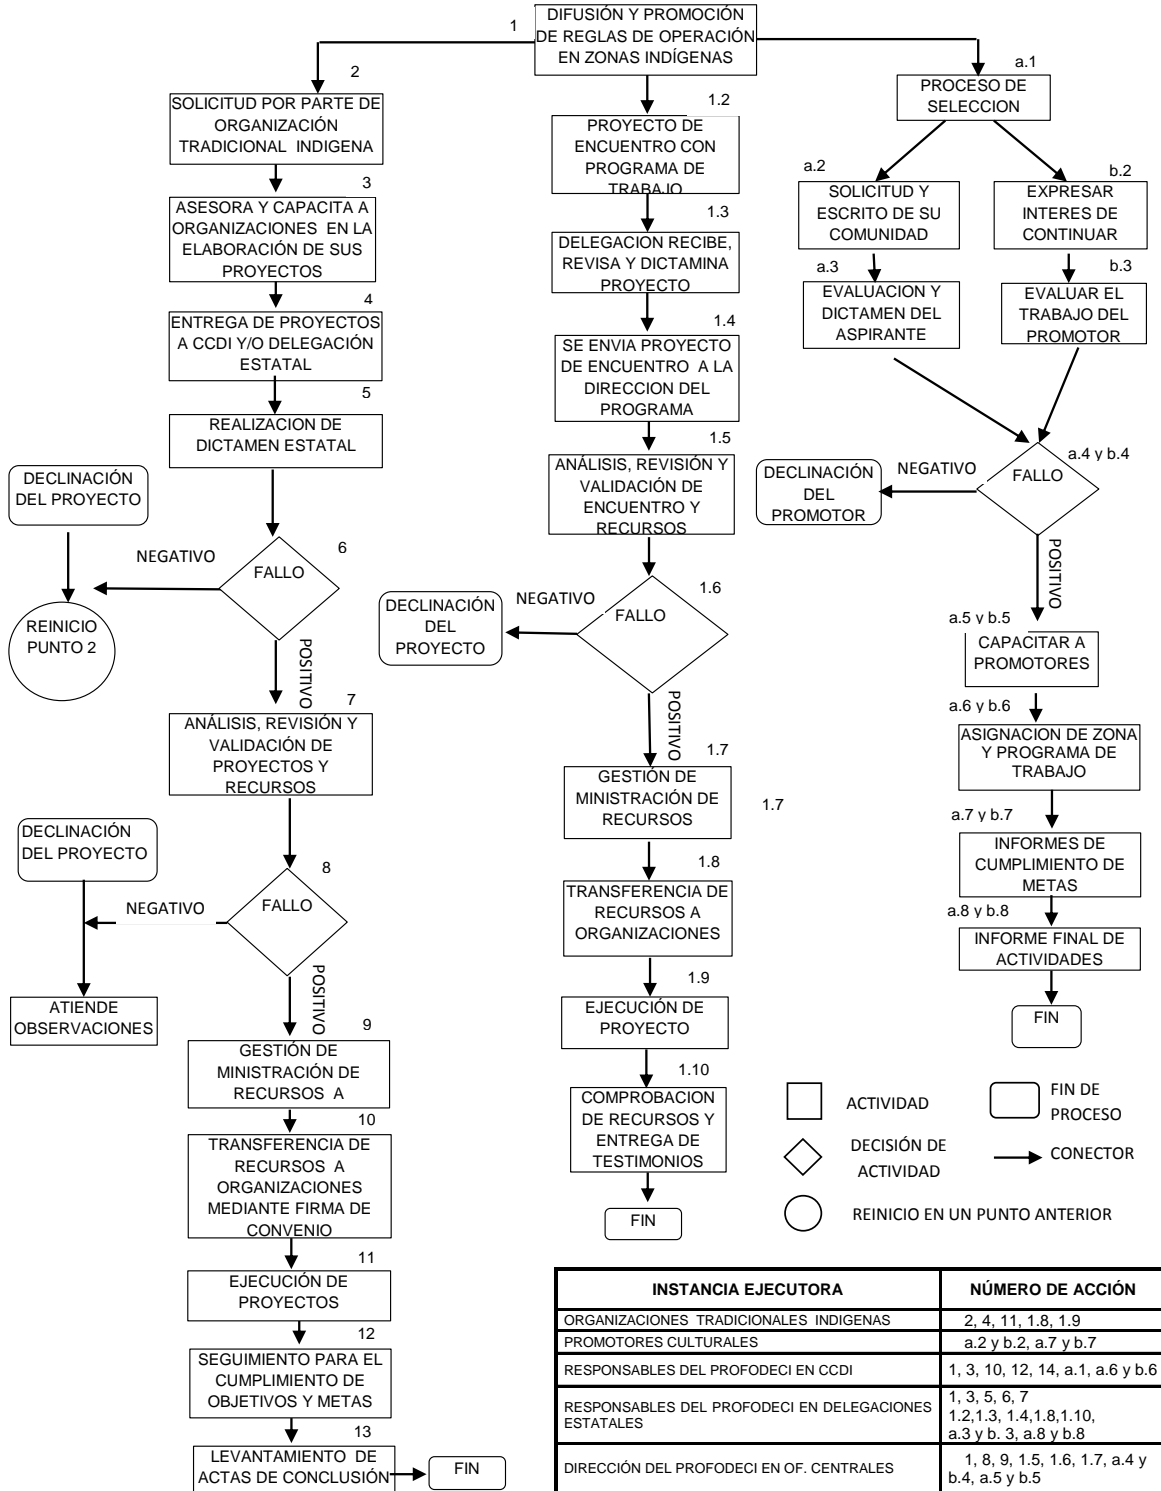 1
DIFUSIÓN Y PROMOCIÓN
DE REGLAS DE OPERACIÓN
EN ZONAS INDÍGENAS
2
SOLICITUD POR PARTE DE
ORGANIZACIÓN
TRADICIONAL INDIGENA
3
ASESORA Y CAPACITA A
ORGANIZACIONES EN LA
ELABORACIÓN DE SUS
PROYECTOS
4
ENTREGA DE PROYECTOS
A CCDI Y/O DELEGACIÓN
ESTATAL
5
REALIZACION DE
DICTAMEN ESTATAL
DECLINACIÓN
DEL PROYECTO
NEGATIVO
6
FALLO
REINICIO
PUNTO 2
POSITIVO
7
ANÁLISIS, REVISIÓN Y
VALIDACIÓN DE
PROYECTOS Y
RECURSOS
DECLINACIÓN
DEL PROYECTO
8
FALLO
NEGATIVO
ATIENDE
OBSERVACIONES
POSITIVO
9
GESTIÓN DE
MINISTRACIÓN DE
RECURSOS A
10
TRANSFERENCIA DE
RECURSOS A
ORGANIZACIONES
MEDIANTE FIRMA DE
CONVENIO
11
EJECUCIÓN DE
PROYECTOS
12
SEGUIMIENTO PARA EL
CUMPLIMIENTO DE
OBJETIVOS Y METAS
13
LEVANTAMIENTO DE
ACTAS DE CONCLUSIÓN
FIN
1.2
PROYECTO DE
ENCUENTRO CON
PROGRAMA DE
TRABAJO
1.3
DELEGACION RECIBE,
REVISA Y DICTAMINA
PROYECTO
1.4
SE ENVIA PROYECTO
DE ENCUENTRO A LA
DIRECCION DEL
PROGRAMA
1.5
ANÁLISIS, REVISIÓN Y
VALIDACIÓN DE
ENCUENTRO Y
RECURSOS
1.6
FALLO
NEGATIVO
DECLINACIÓN
DEL
PROYECTO
POSITIVO
1.7
GESTIÓN DE
MINISTRACIÓN DE
RECURSOS
1.7
1.8
TRANSFERENCIA DE
RECURSOS A
ORGANIZACIONES
1.9
EJECUCIÓN DE
PROYECTO
1.10
COMPROBACION
DE RECURSOS Y
ENTREGA DE
TESTIMONIOS
FIN
a.1
PROCESO DE
SELECCION
a.2
SOLICITUD Y
ESCRITO DE SU
COMUNIDAD
b.2
EXPRESAR
INTERES DE
CONTINUAR
a.3
EVALUACION Y
DICTAMEN DEL
ASPIRANTE
b.3
EVALUAR EL
TRABAJO DEL
PROMOTOR
a.4 y b.4
FALLO
NEGATIVO
DECLINACIÓN
DEL
PROMOTOR
POSITIVO
a.5 y b.5
CAPACITAR A
PROMOTORES
a.6 y b.6
ASIGNACION DE ZONA
Y PROGRAMA DE
TRABAJO
a.7 y b.7
INFORMES DE
CUMPLIMIENTO DE
METAS
a.8 y b.8
INFORME FINAL DE
ACTIVIDADES
FIN
ACTIVIDAD
FIN DE
PROCESO
DECISIÓN DE
ACTIVIDAD
CONECTOR
REINICIO EN UN PUNTO ANTERIOR
INSTANCIA EJECUTORA NÚMERO DE ACCIÓN
ORGANIZACIONES TRADICIONALES INDIGENAS 2, 4, 11, 1.8, 1.9
PROMOTORES CULTURALES a.2 y b.2, a.7 y b.7
RESPONSABLES DEL PROFODECI EN CCDI 1, 3, 10, 12, 14, a.1, a.6 y b.6
RESPONSABLES DEL PROFODECI EN DELEGACIONES
ESTATALES
1, 3, 5, 6, 7
1.2,1.3, 1.4,1.8,1.10,
a.3 y b. 3, a.8 y b.8
DIRECCIÓN DEL PROFODECI EN OF. CENTRALES
1, 8, 9, 1.5, 1.6, 1.7, a.4 y
b.4, a.5 y b.5